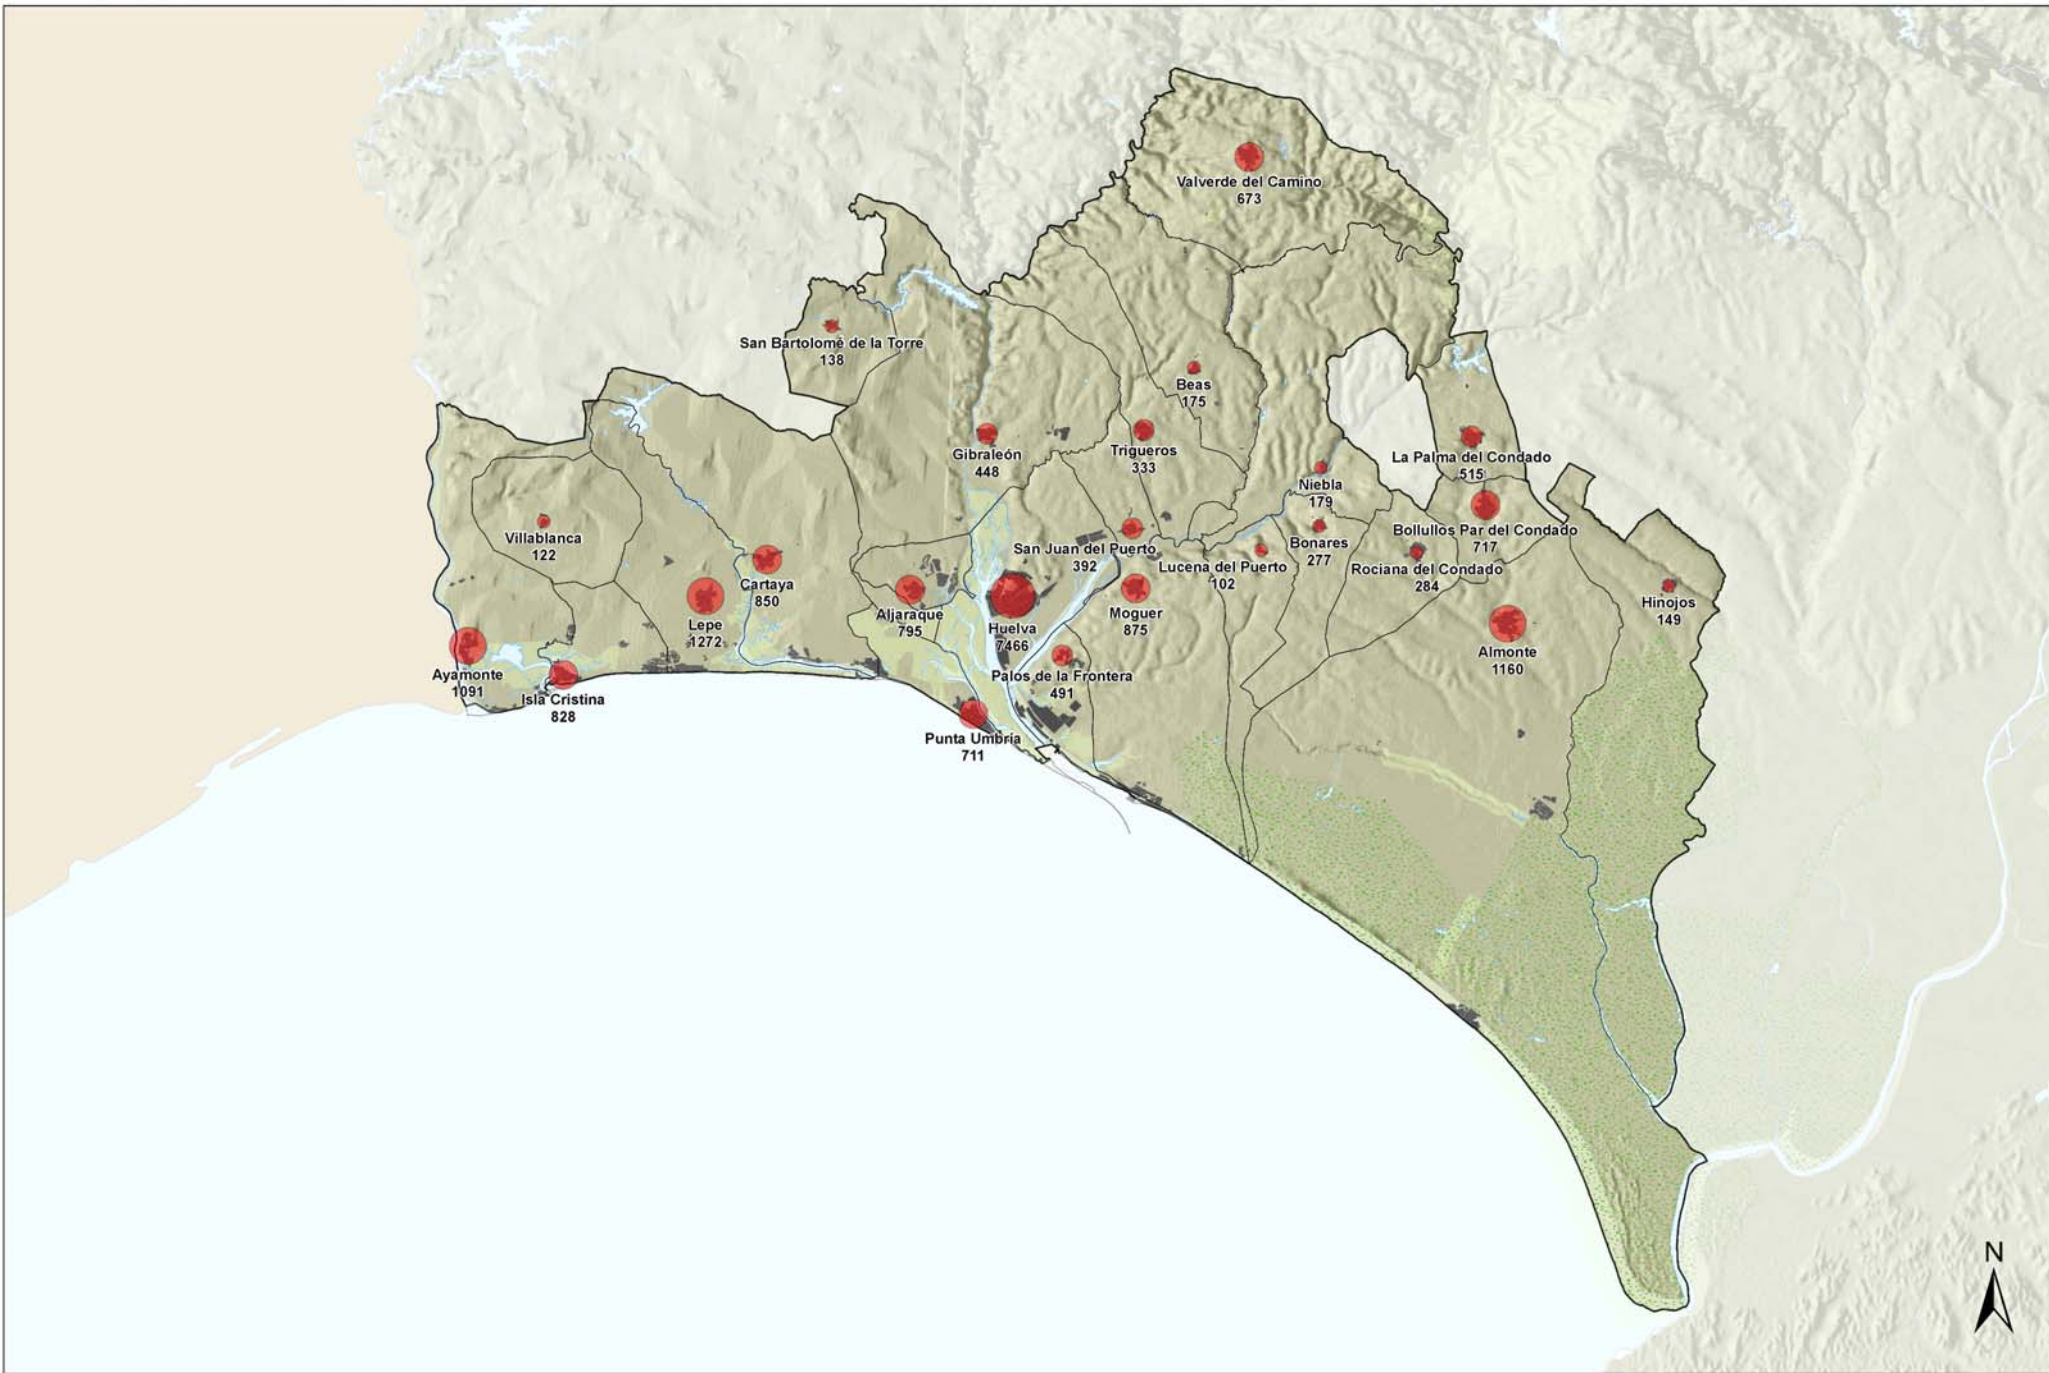 Valverde del Camino
673
San Bartolomé de la Torre
138
Beas
175
Gibraleón
448
Trigueros
333
La Palma del Condado
515
Niebla
179
Villablanca
122
Bollullos Par del Condado
717
San Juan del Puerto
392
Bonares
277
Lucena del Puerto
102
Rociana del Condado
284
Cartaya
850
Hinojos
149
Aljaraque
795
Moguer
875
Lepe
1272
Huelva
7466
Almonte
1160
Ayamonte
1091
Palos de la Frontera
491
Isla Cristina
828
Punta Umbría
711
N